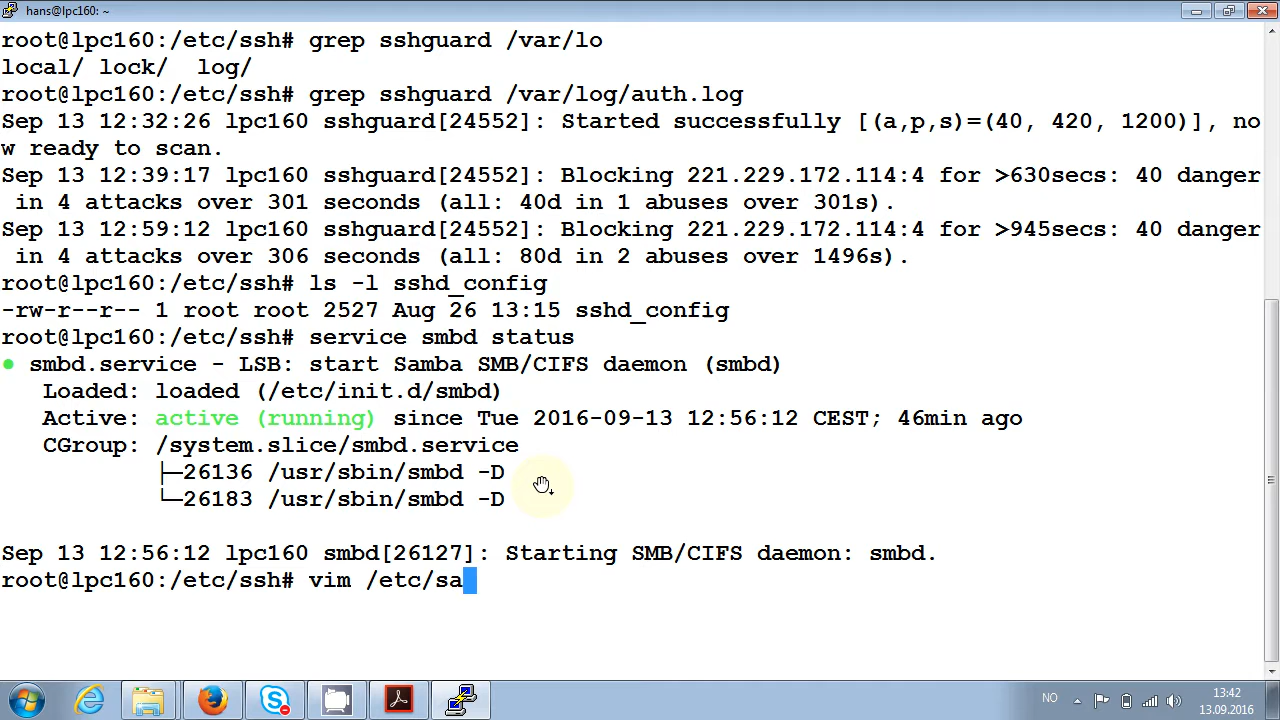 hans@lpc160: ~
root@lpc160:/etc/ssh# grep sshguard /var/lo
local/ lock/  log/
root@lpc160:/etc/ssh# grep sshguard /var/log/auth.log
Sep 13 12:32:26 lpc160 sshguard[24552]: Started successfully [(a,p,s)=(40, 420, 1200)], no
w ready to scan.
Sep 13 12:39:17 lpc160 sshguard[24552]: Blocking 221.229.172.114:4 for >630secs: 40 danger
 in 4 attacks over 301 seconds (all: 40d in 1 abuses over 301s).
Sep 13 12:59:12 lpc160 sshguard[24552]: Blocking 221.229.172.114:4 for >945secs: 40 danger
 in 4 attacks over 306 seconds (all: 80d in 2 abuses over 1496s).
root@lpc160:/etc/ssh# ls -l sshd_config
-rw-r--r-- 1 root root 2527 Aug 26 13:15 sshd_config
root@lpc160:/etc/ssh# service smbd status
● smbd.service - LSB: start Samba SMB/CIFS daemon (smbd)
   Loaded: loaded (/etc/init.d/smbd)
   Active: active (running) since Tue 2016-09-13 12:56:12 CEST; 46min ago
   CGroup: /system.slice/smbd.service
           ├─26136 /usr/sbin/smbd -D
           └─26183 /usr/sbin/smbd -D
Sep 13 12:56:12 lpc160 smbd[26127]: Starting SMB/CIFS daemon: smbd.
root@lpc160:/etc/ssh# vim /etc/sa
NO
13:42
13.09.2016